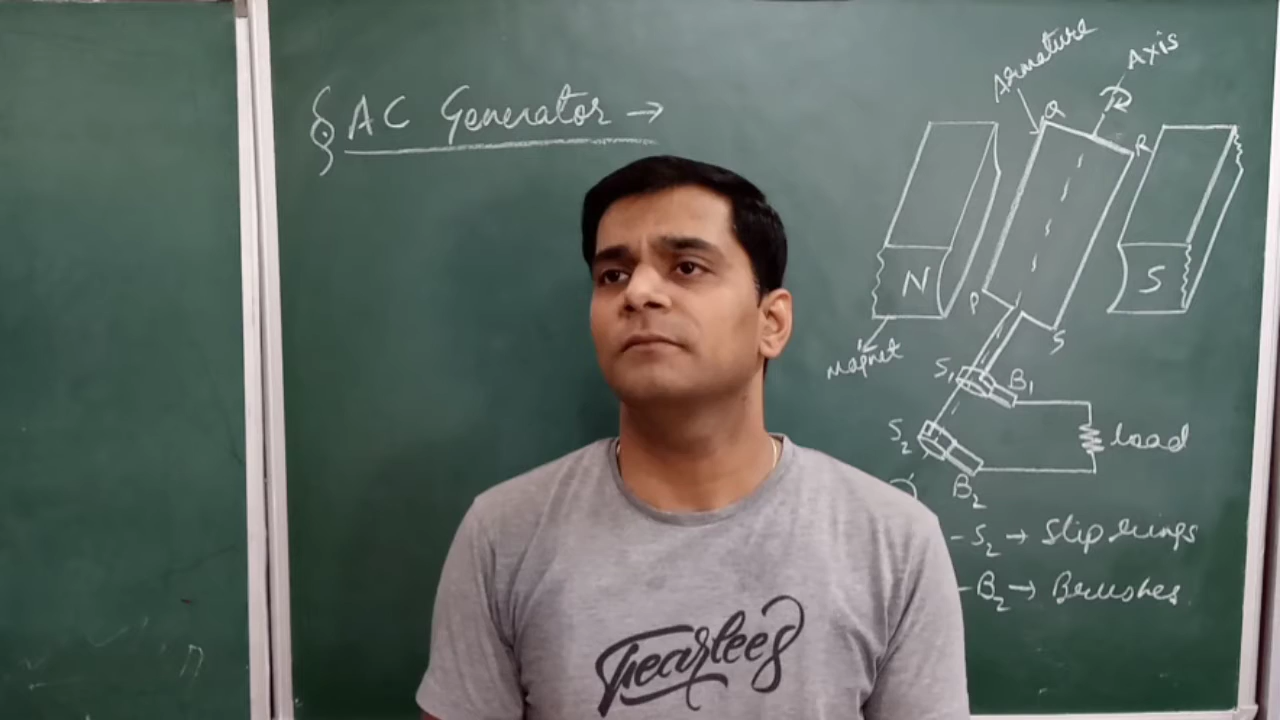 § AC Generator →
Armature
Axis
Q
R
N
S
P
S
Magnet
S₁
B₁
S₂
Load
B₂
- S₂ → Slip rings
- B₂ → Brushes
Fearless